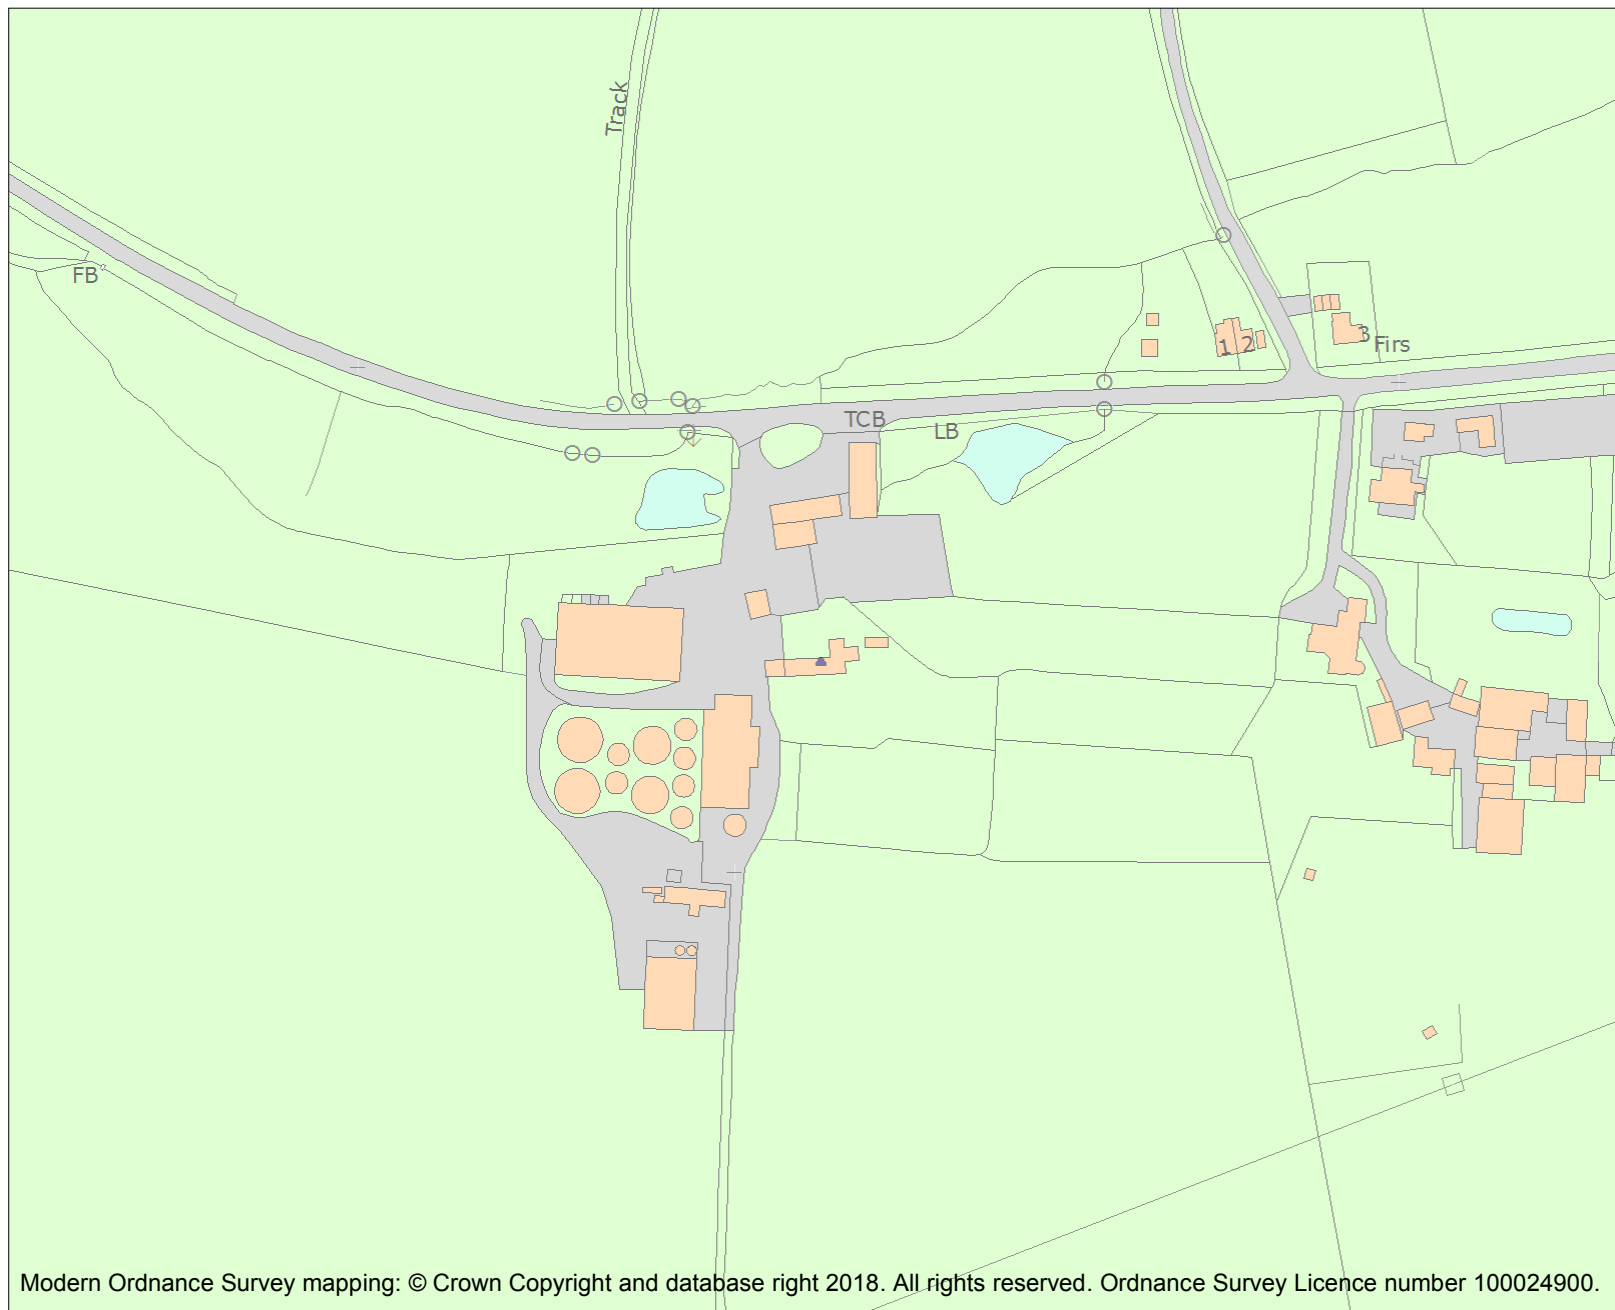 Track
FB
1 2
3
Firs
TCB
LB
Modern Ordnance Survey mapping: © Crown Copyright and database right 2018. All rights reserved. Ordnance Survey Licence number 100024900.